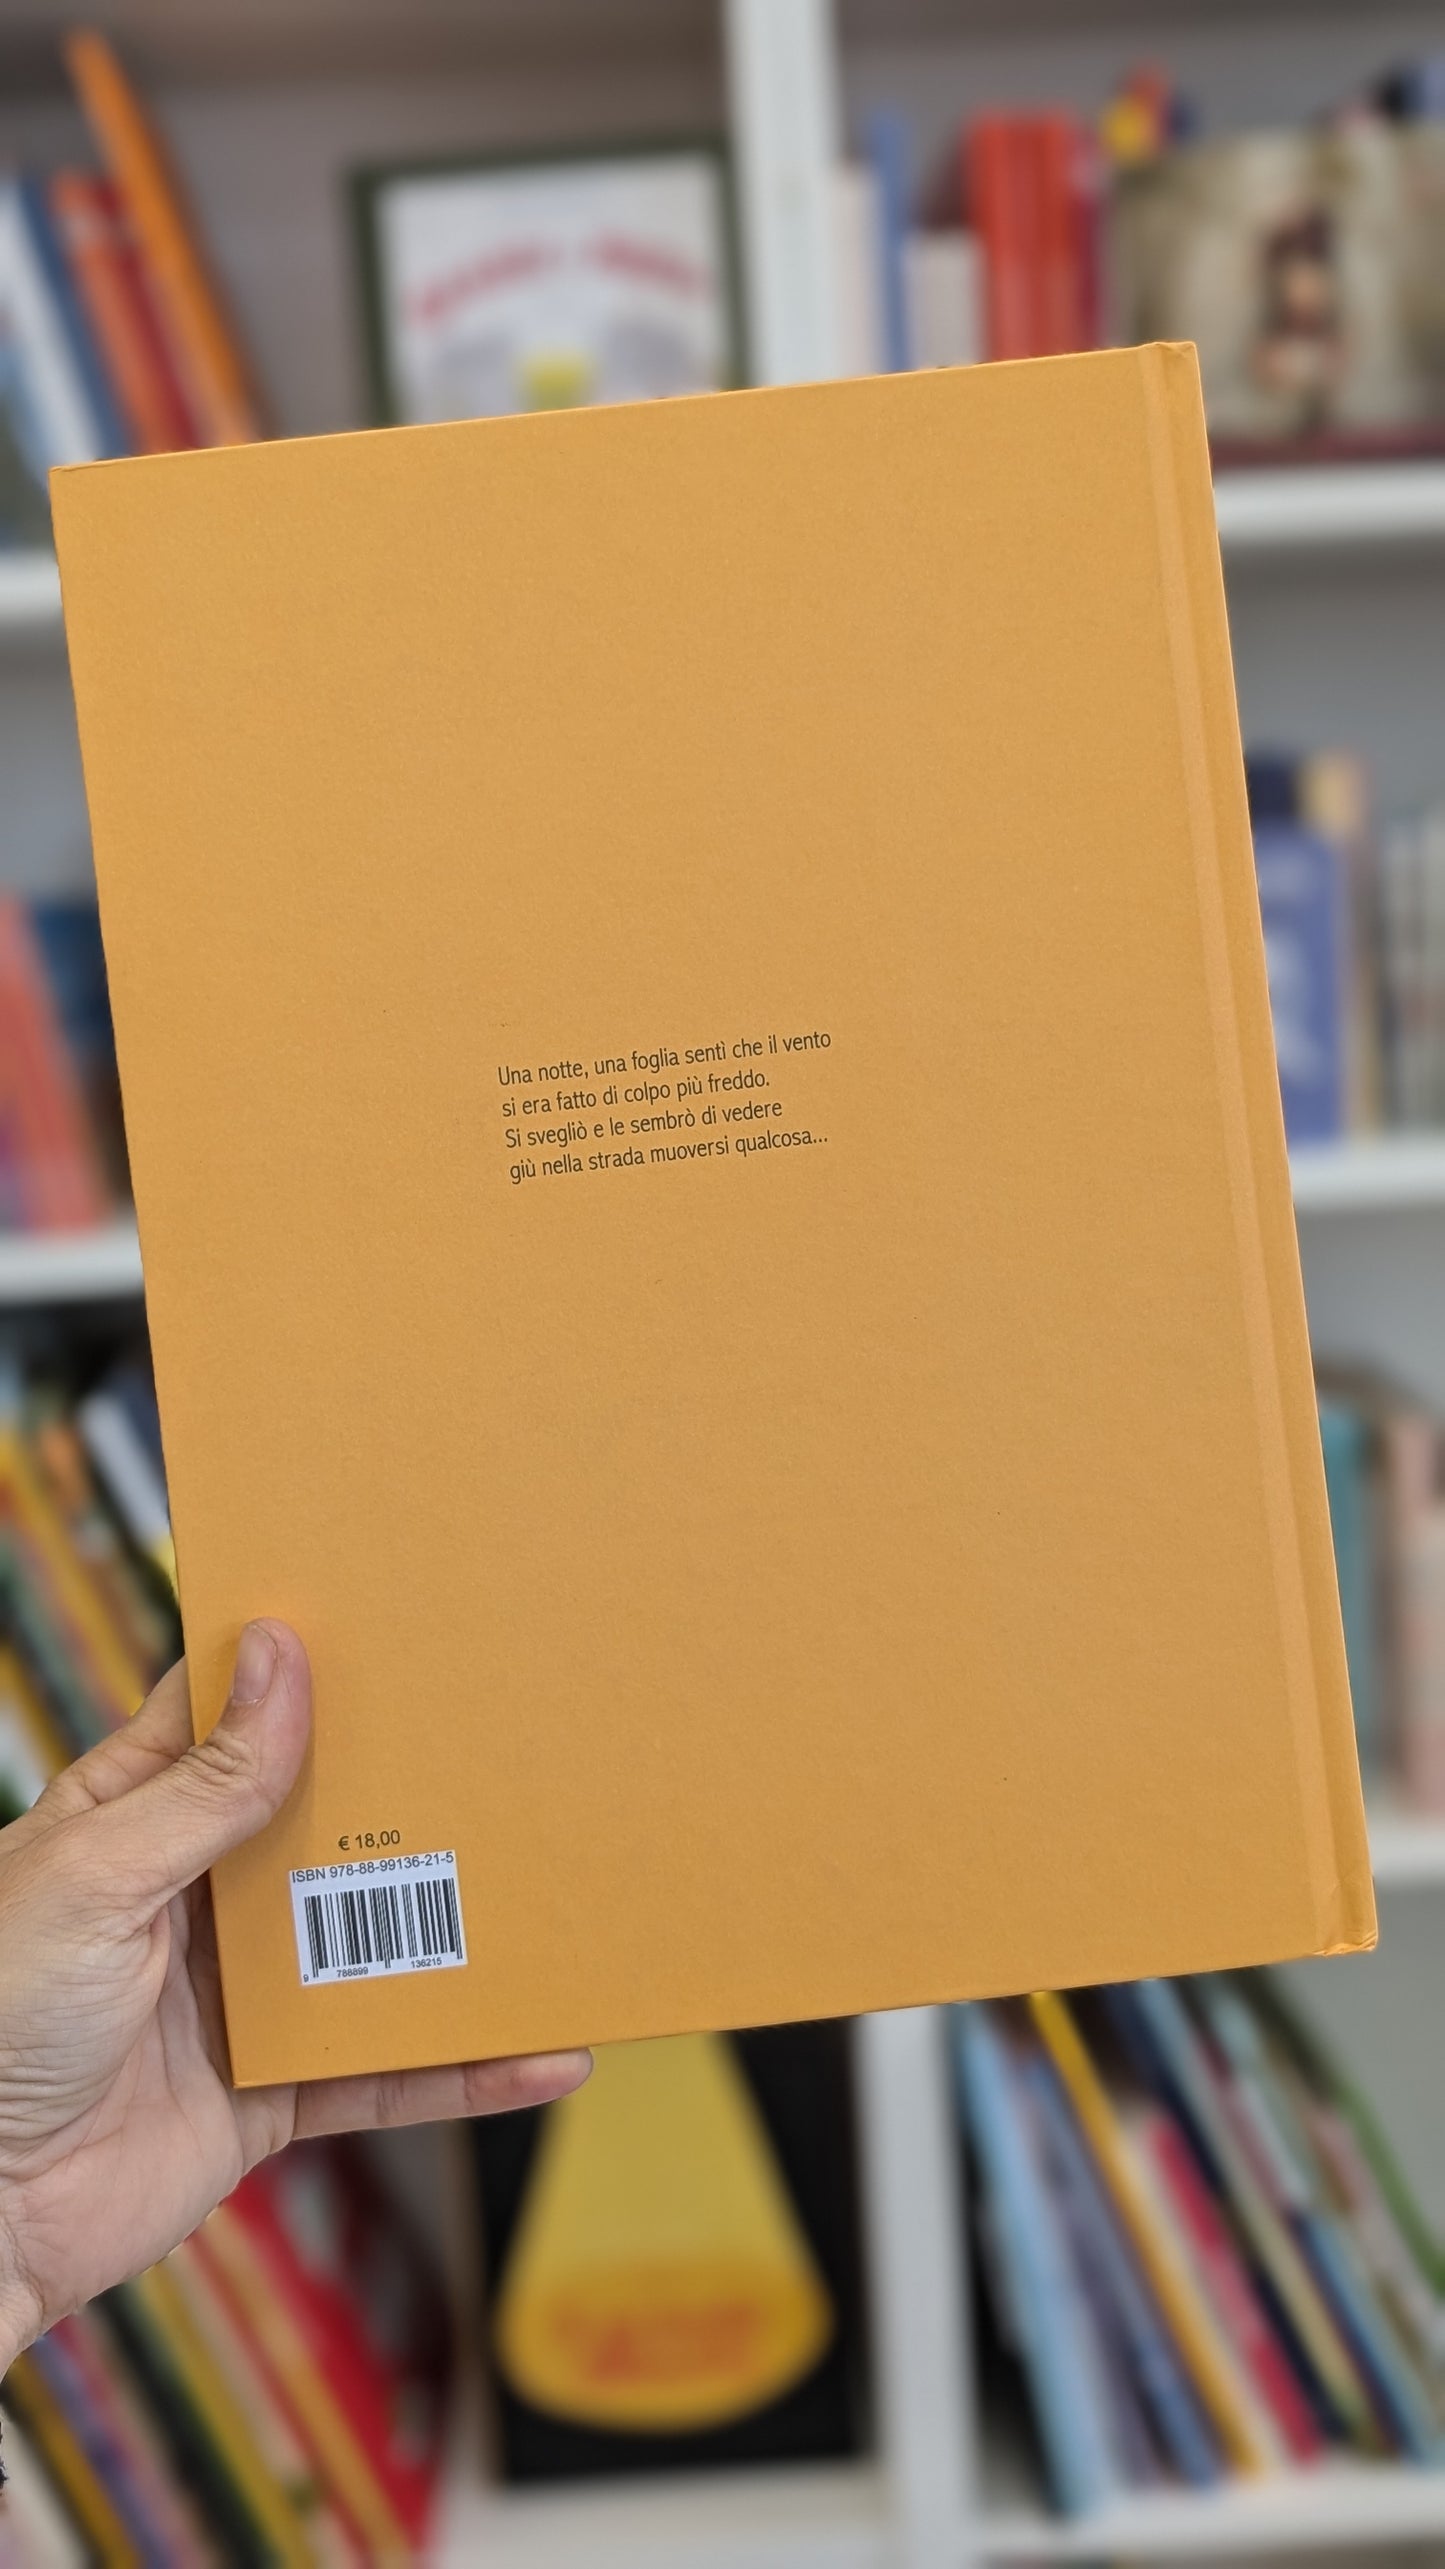 Una notte, una foglia sentì che il vento
si era fatto di colpo più freddo.
Si svegliò e le sembrò di vedere
giù nella strada muoversi qualcosa...
€ 18,00
ISBN 978-88-99136-21-5
9 788899 136215